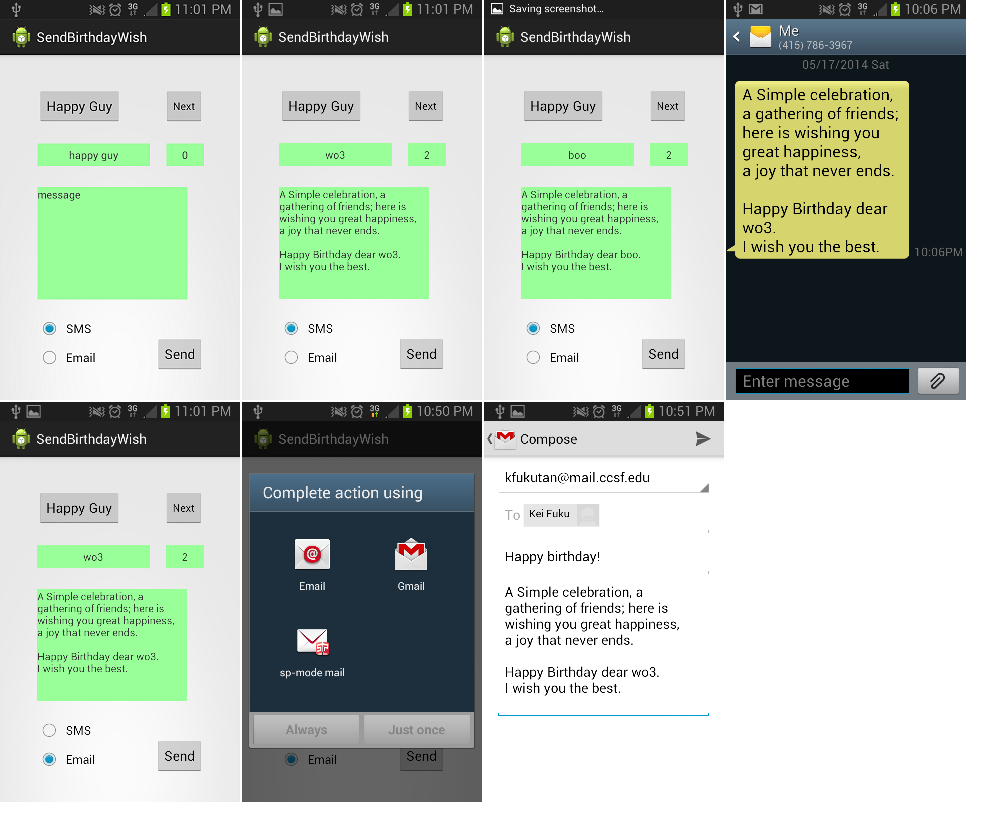 11:01 PM
SendBirthdayWish
Happy Guy
Next
happy guy
0
message
SMS
Email
Send
11:01 PM
SendBirthdayWish
Happy Guy
Next
wo3
2
A Simple celebration, a
gathering of friends; here is
wishing you great happiness,
a joy that never ends.
Happy Birthday dear wo3.
I wish you the best.
SMS
Email
Send
Saving screenshot...
SendBirthdayWish
Happy Guy
Next
boo
2
A Simple celebration, a
gathering of friends; here is
wishing you great happiness,
a joy that never ends.
Happy Birthday dear boo.
I wish you the best.
SMS
Email
Send
3G
10:06 PM
Me
(415) 786-3967
05/17/2014 Sat
A Simple celebration,
a gathering of friends;
here is wishing you
great happiness,
a joy that never ends.
Happy Birthday dear
wo3.
I wish you the best.
10:06PM
Enter message
3G
11:01 PM
SendBirthdayWish
Happy Guy
Next
wo3
2
A Simple celebration, a
gathering of friends; here is
wishing you great happiness,
a joy that never ends.
Happy Birthday dear wo3.
I wish you the best.
SMS
Email
Send
3G
10:50 PM
SendBirthdayWish
Complete action using
Email
Gmail
sp-mode mail
Always
Just once
Email
Send
3G
10:51 PM
Compose
kfukutan@mail.ccsf.edu
To
Kei Fuku
Happy birthday!
A Simple celebration, a
gathering of friends; here is
wishing you great happiness,
a joy that never ends.
Happy Birthday dear wo3.
I wish you the best.